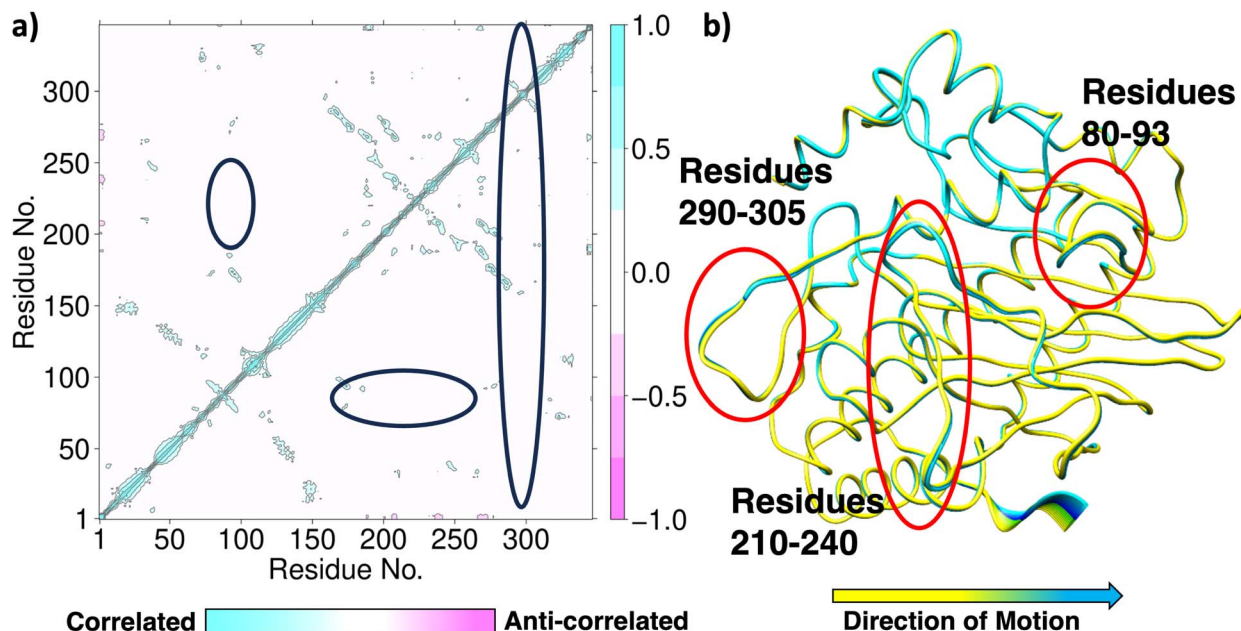 a)
300
250
200
150
100
50
1
Residue No.
1 50 100 150 200 250 300
Residue No.
1.0
0.5
0.0
−0.5
−1.0
Correlated
Anti-correlated
b)
Residues
80-93
Residues
290-305
Residues
210-240
Direction of Motion